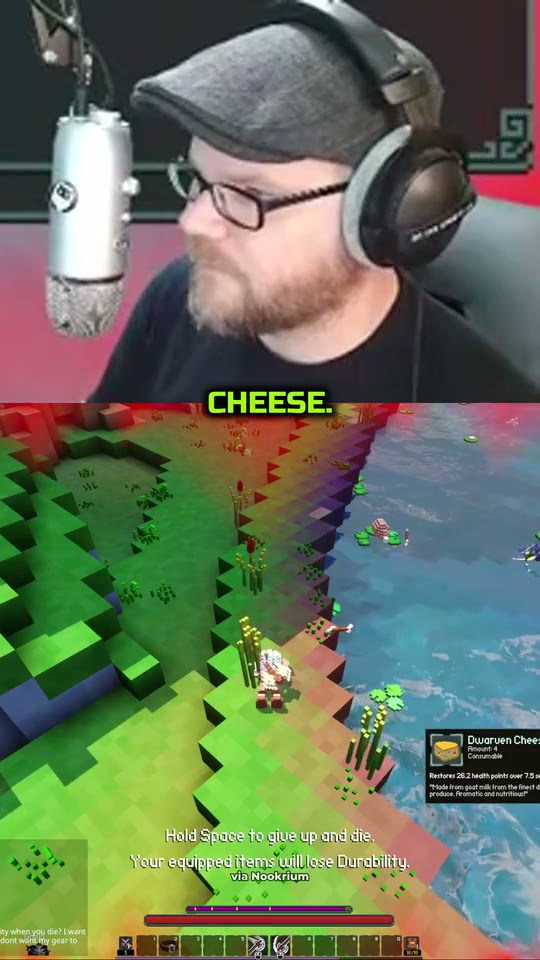 CHEESE.
Dwarven Chees
Amount: 4
Consumable
Restores 26.2 health points over 7.5 se
"Made from goat milk from the finest d
produce. Aromatic and nutritious!"
Hold Space to give up and die.
Your equipped items will lose Durability.
via Nookrium
ity when you die? I want
dont want my gear to